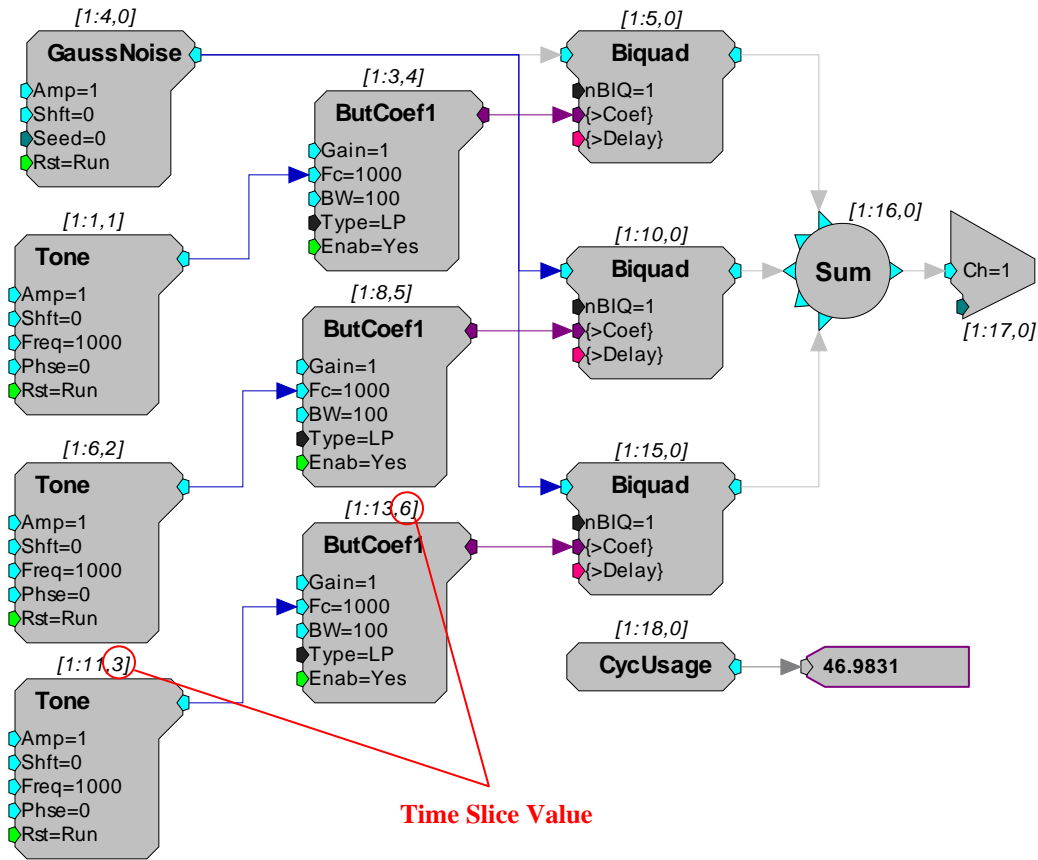 [1:4,0]
GaussNoise
Amp=1
Shft=0
Seed=0
Rst=Run
[1:3,4]
ButCoef1
Gain=1
Fc=1000
BW=100
Type=LP
Enab=Yes
[1:5,0]
Biquad
nBIQ=1
{>Coef}
{>Delay}
[1:1,1]
Tone
Amp=1
Shft=0
Freq=1000
Phse=0
Rst=Run
[1:10,0]
Biquad
nBIQ=1
{>Coef}
{>Delay}
[1:16,0]
Sum
Ch=1
[1:17,0]
[1:8,5]
ButCoef1
Gain=1
Fc=1000
BW=100
Type=LP
Enab=Yes
[1:6,2]
Tone
Amp=1
Shft=0
Freq=1000
Phse=0
Rst=Run
[1:15,0]
Biquad
nBIQ=1
{>Coef}
{>Delay}
[1:13,6]
ButCoef1
Gain=1
Fc=1000
BW=100
Type=LP
Enab=Yes
[1:11,3]
Tone
Amp=1
Shft=0
Freq=1000
Phse=0
Rst=Run
[1:18,0]
CycUsage
46.9831
Time Slice Value